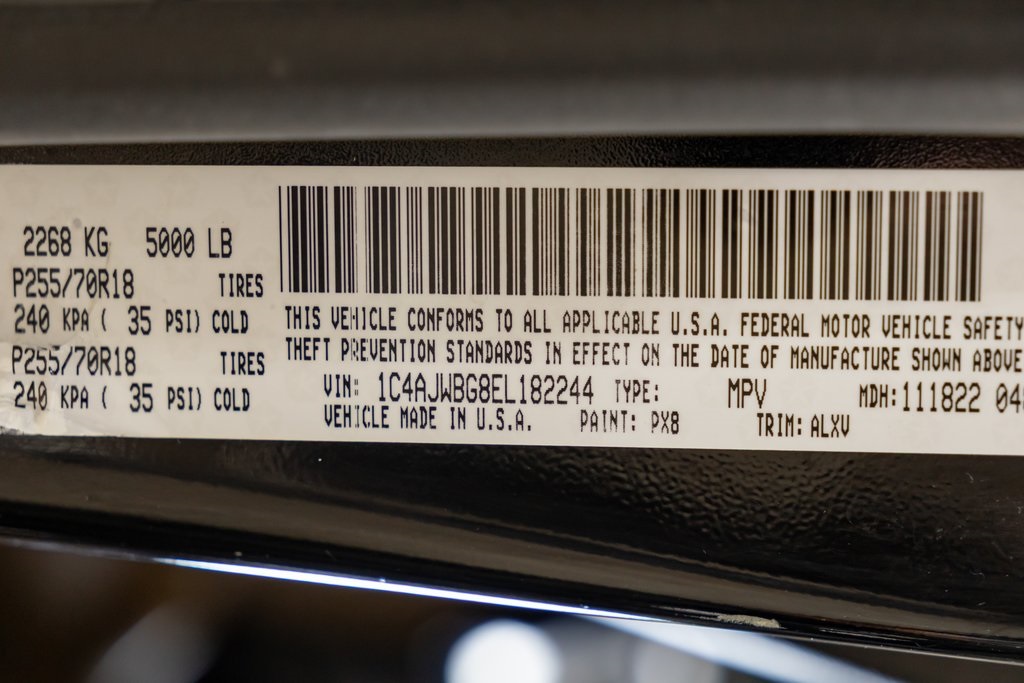 2268 KG 5000 LB
P255/70R18 TIRES
240 KPA ( 35 PSI) COLD
P255/70R18 TIRES
240 KPA ( 35 PSI) COLD
THIS VEHICLE CONFORMS TO ALL APPLICABLE U.S.A. FEDERAL MOTOR VEHICLE SAFETY
THEFT PREVENTION STANDARDS IN EFFECT ON THE DATE OF MANUFACTURE SHOWN ABOVE
VIN: 1C4AJWBG8EL182244 TYPE: MPV MDH: 111822 04
VEHICLE MADE IN U.S.A. PAINT: PX8 TRIM: ALXV